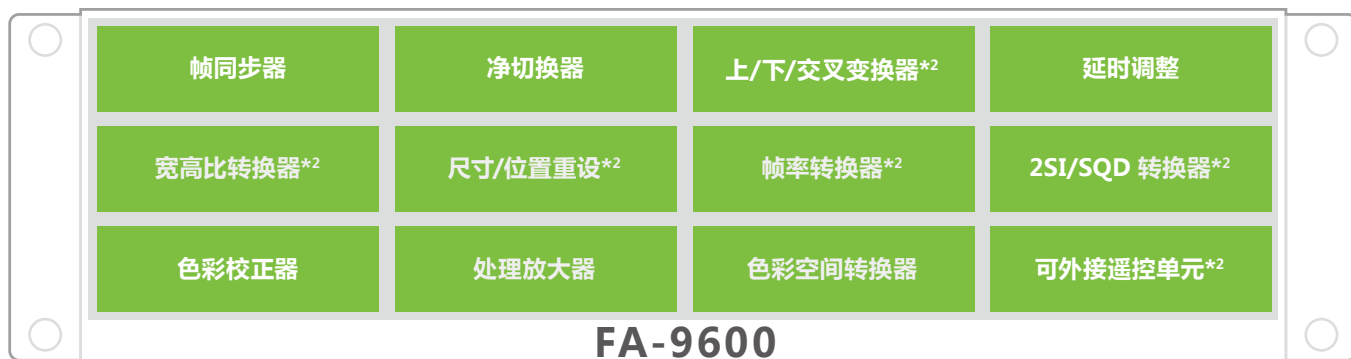 帧同步器
净切换器
上/下/交叉变换器*2
延时调整
宽高比转换器*2
尺寸/位置重设*2
帧率转换器*2
2SI/SQD 转换器*2
色彩校正器
处理放大器
色彩空间转换器
可外接遥控单元*2
FA-9600